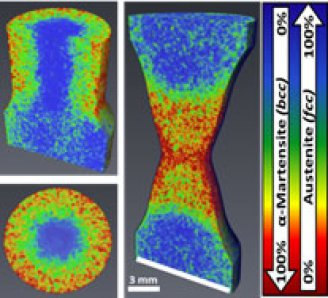 3 mm
0%
α-Martensite (bcc)
100%
100%
Austenite (fcc)
0%